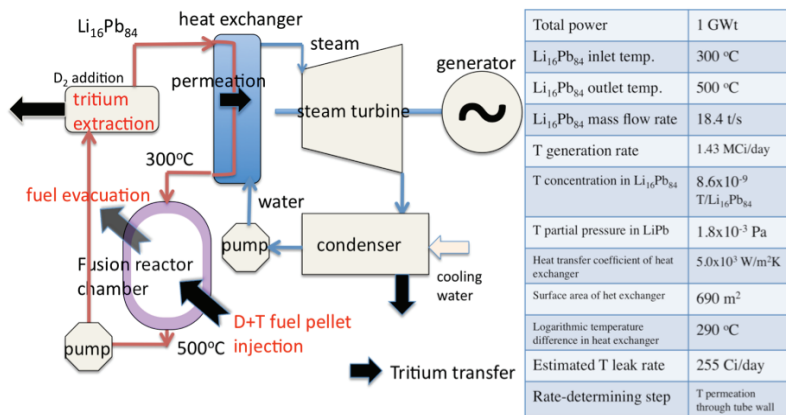 Li₁₆Pb₈₄
heat exchanger
steam
D₂ addition
tritium
extraction
permeation
steam turbine
generator
~
300ºC
fuel evacuation
water
Fusion reactor
chamber
pump
condenser
cooling
water
D+T fuel pellet
injection
pump
500ºC
Tritium transfer
Total power 1 GWt
Li₁₆Pb₈₄ inlet temp. 300 ºC
Li₁₆Pb₈₄ outlet temp. 500 ºC
Li₁₆Pb₈₄ mass flow rate 18.4 t/s
T generation rate 1.43 MCi/day
T concentration in Li₁₆Pb₈₄ 8.6x10⁻⁹
T/Li₁₆Pb₈₄
T partial pressure in LiPb 1.8x10⁻³ Pa
Heat transfer coefficient of heat
exchanger 5.0x10³ W/m²K
Surface area of het exchanger 690 m²
Logarithmic temperature
difference in heat exchanger 290 ºC
Estimated T leak rate 255 Ci/day
Rate-determining step T permeation
through tube wall